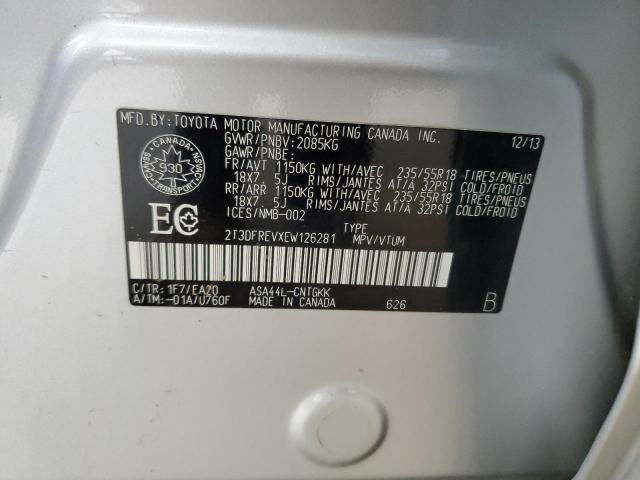 MFD.BY: TOYOTA MOTOR MANUFACTURING CANADA INC. 12/13
GVWR/PNBV: 2085KG
GAWR/PNBE:
FR/AVT 1150KG WITH/AVEC 235/55R18 TIRES/PNEUS
18X7.5J RIMS/JANTES AT/A 32PSI COLD/FROID
RR/ARR 1150KG WITH/AVEC 235/55R18 TIRES/PNEUS
18X7.5J RIMS/JANTES AT/A 32PSI COLD/FROID
ICES/NMB-002
CANADA
930
TRANSPORT
EC
TYPE
2T3DFREVXEW126281 MPV/VTUM
C/TR: 1F7/EA20 ASA44L-CNTGKK
A/TM:-01A/U760F MADE IN CANADA 626 B